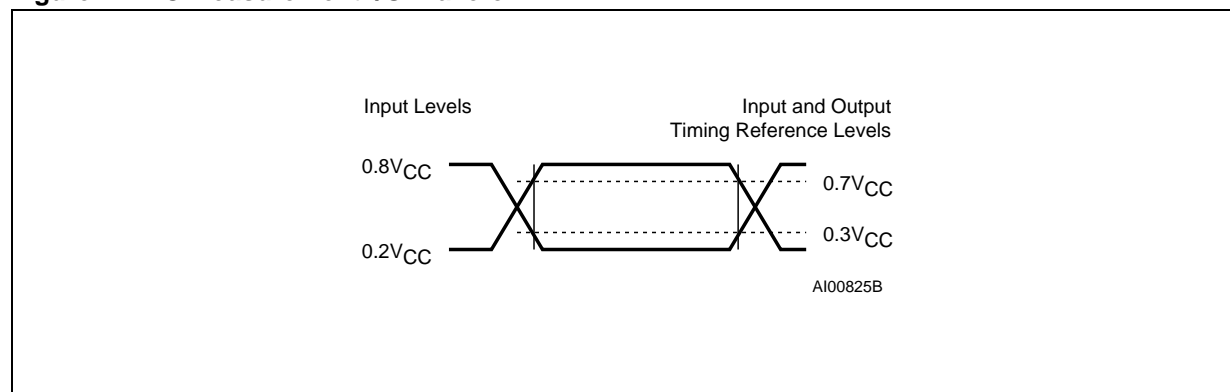 Input Levels
Input and Output
Timing Reference Levels
0.8VCC
0.7VCC
0.3VCC
0.2VCC
AI00825B